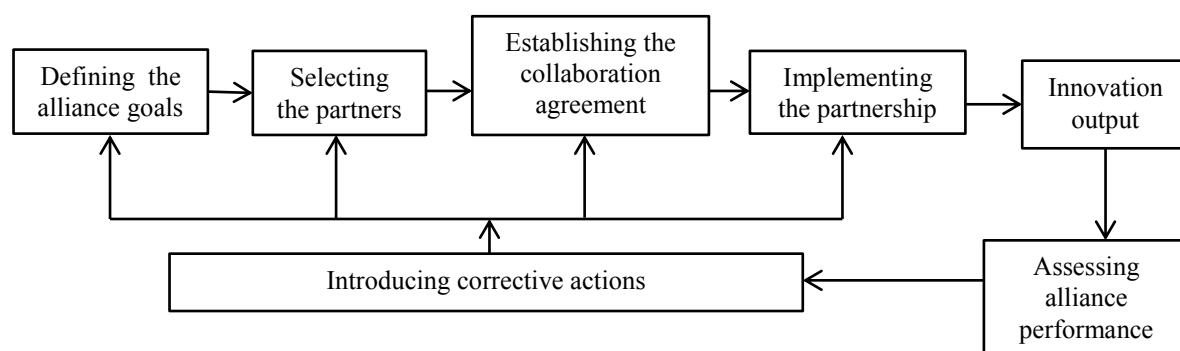 Defining the
alliance goals
Selecting
the partners
Establishing the
collaboration
agreement
Implementing
the partnership
Innovation
output
Assessing
alliance
performance
Introducing corrective actions